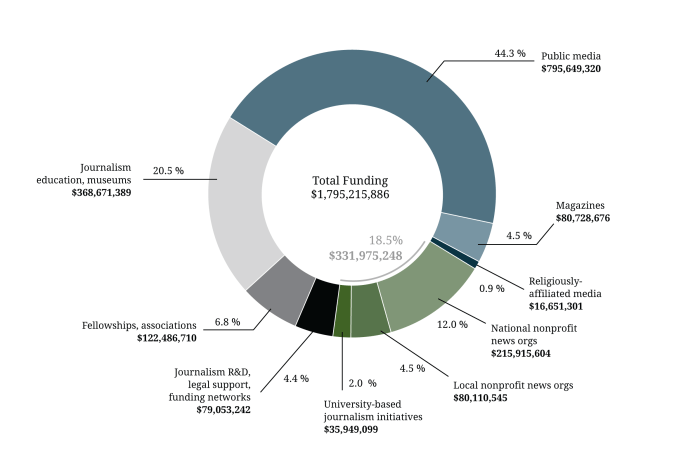 44.3 %
Public media
$795,649,320
Journalism
education, museums
$368,671,389
20.5 %
Total Funding
$1,795,215,886
Magazines
$80,728,676
4.5 %
18.5%
$331,975,248
Religiously-
affiliated media
$16,651,301
0.9 %
Fellowships, associations
$122,486,710
6.8 %
12.0 %
National nonprofit
news orgs
$215,915,604
Journalism R&D,
legal support,
funding networks
$79,053,242
4.4 %
2.0 %
University-based
journalism initiatives
$35,949,099
4.5 %
Local nonprofit news orgs
$80,110,545